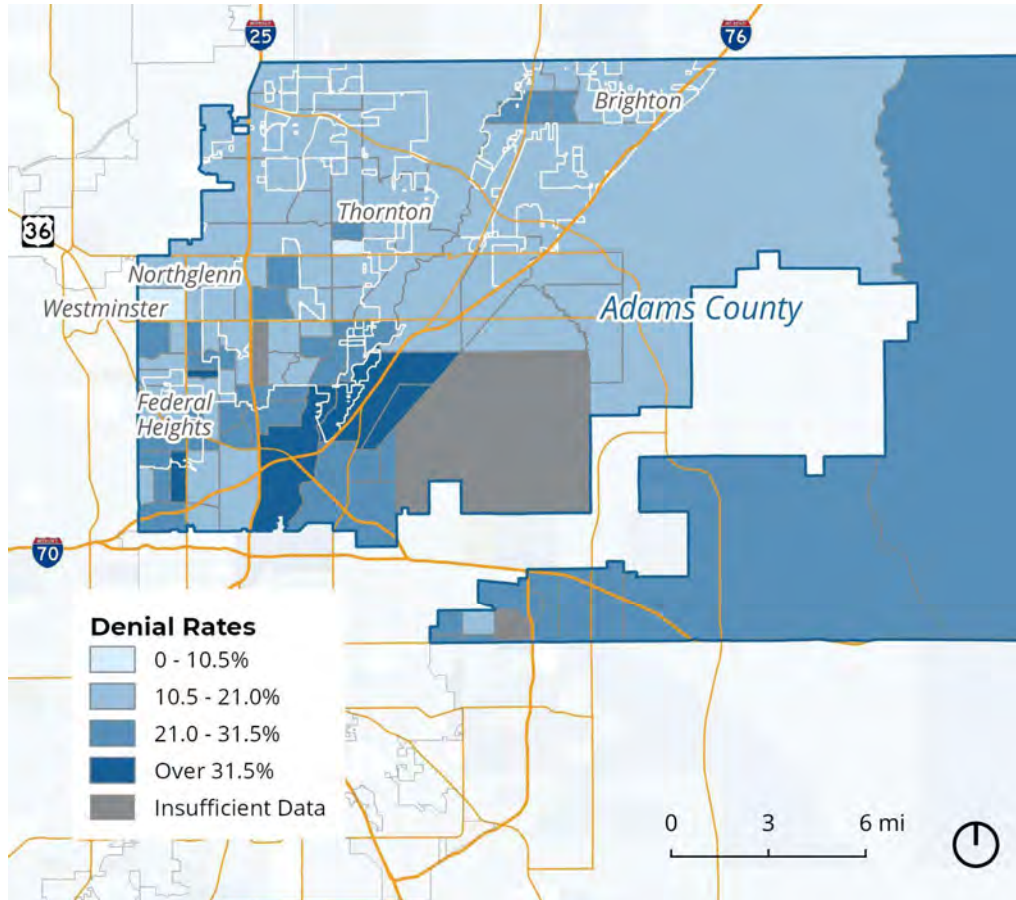 25
76
Brighton
Thornton
36
Northglenn
Westminster
Adams County
Federal
Heights
70
Denial Rates
0 - 10.5%
10.5 - 21.0%
21.0 - 31.5%
Over 31.5%
Insufficient Data
0 3 6 mi